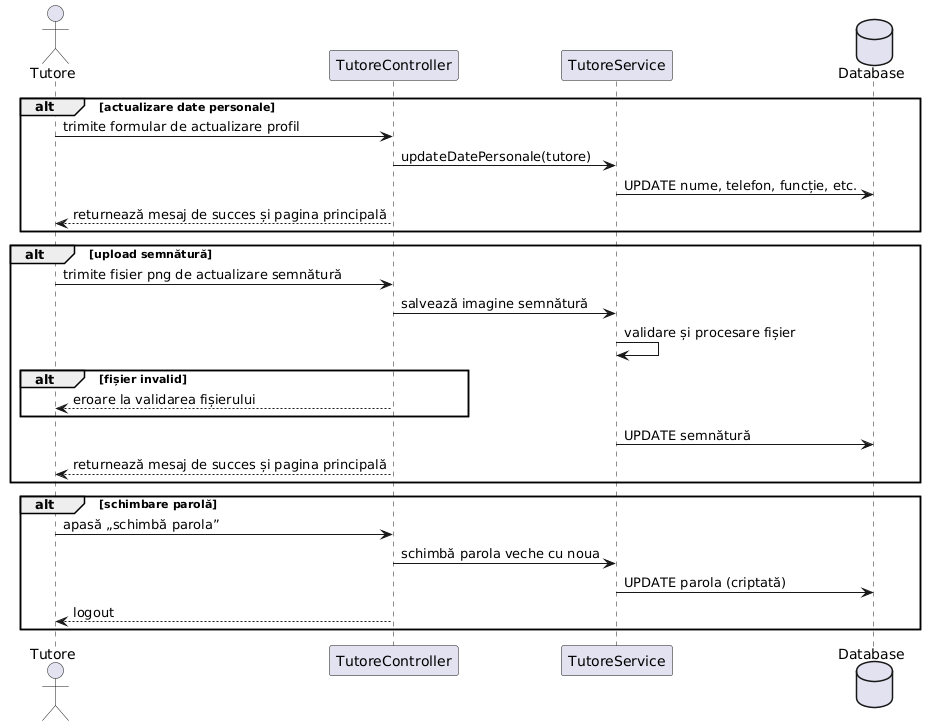 Tutore
TutoreController
TutoreService
Database
alt [actualizare date personale]
trimite formular de actualizare profil
updateDatePersonale(tutore)
UPDATE nume, telefon, funcție, etc.
returnează mesaj de succes și pagina principală
alt [upload semnătură]
trimite fisier png de actualizare semnătură
salvează imagine semnătură
validare și procesare fișier
alt [fișier invalid]
eroare la validarea fișierului
UPDATE semnătură
returnează mesaj de succes și pagina principală
alt [schimbare parolă]
apasă „schimbă parola”
schimbă parola veche cu noua
UPDATE parola (criptată)
logout
Tutore
TutoreController
TutoreService
Database